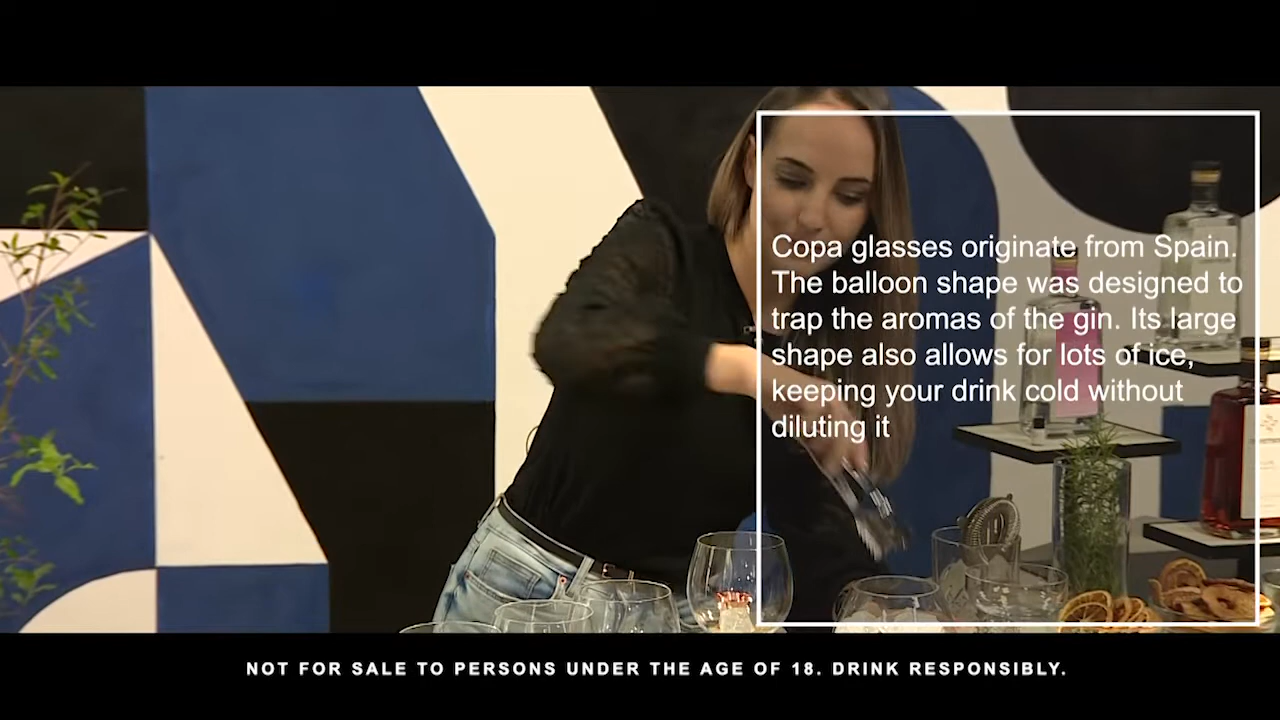 Copa glasses originate from Spain.
The balloon shape was designed to
trap the aromas of the gin. Its large
shape also allows for lots of ice,
keeping your drink cold without
diluting it
NOT FOR SALE TO PERSONS UNDER THE AGE OF 18. DRINK RESPONSIBLY.